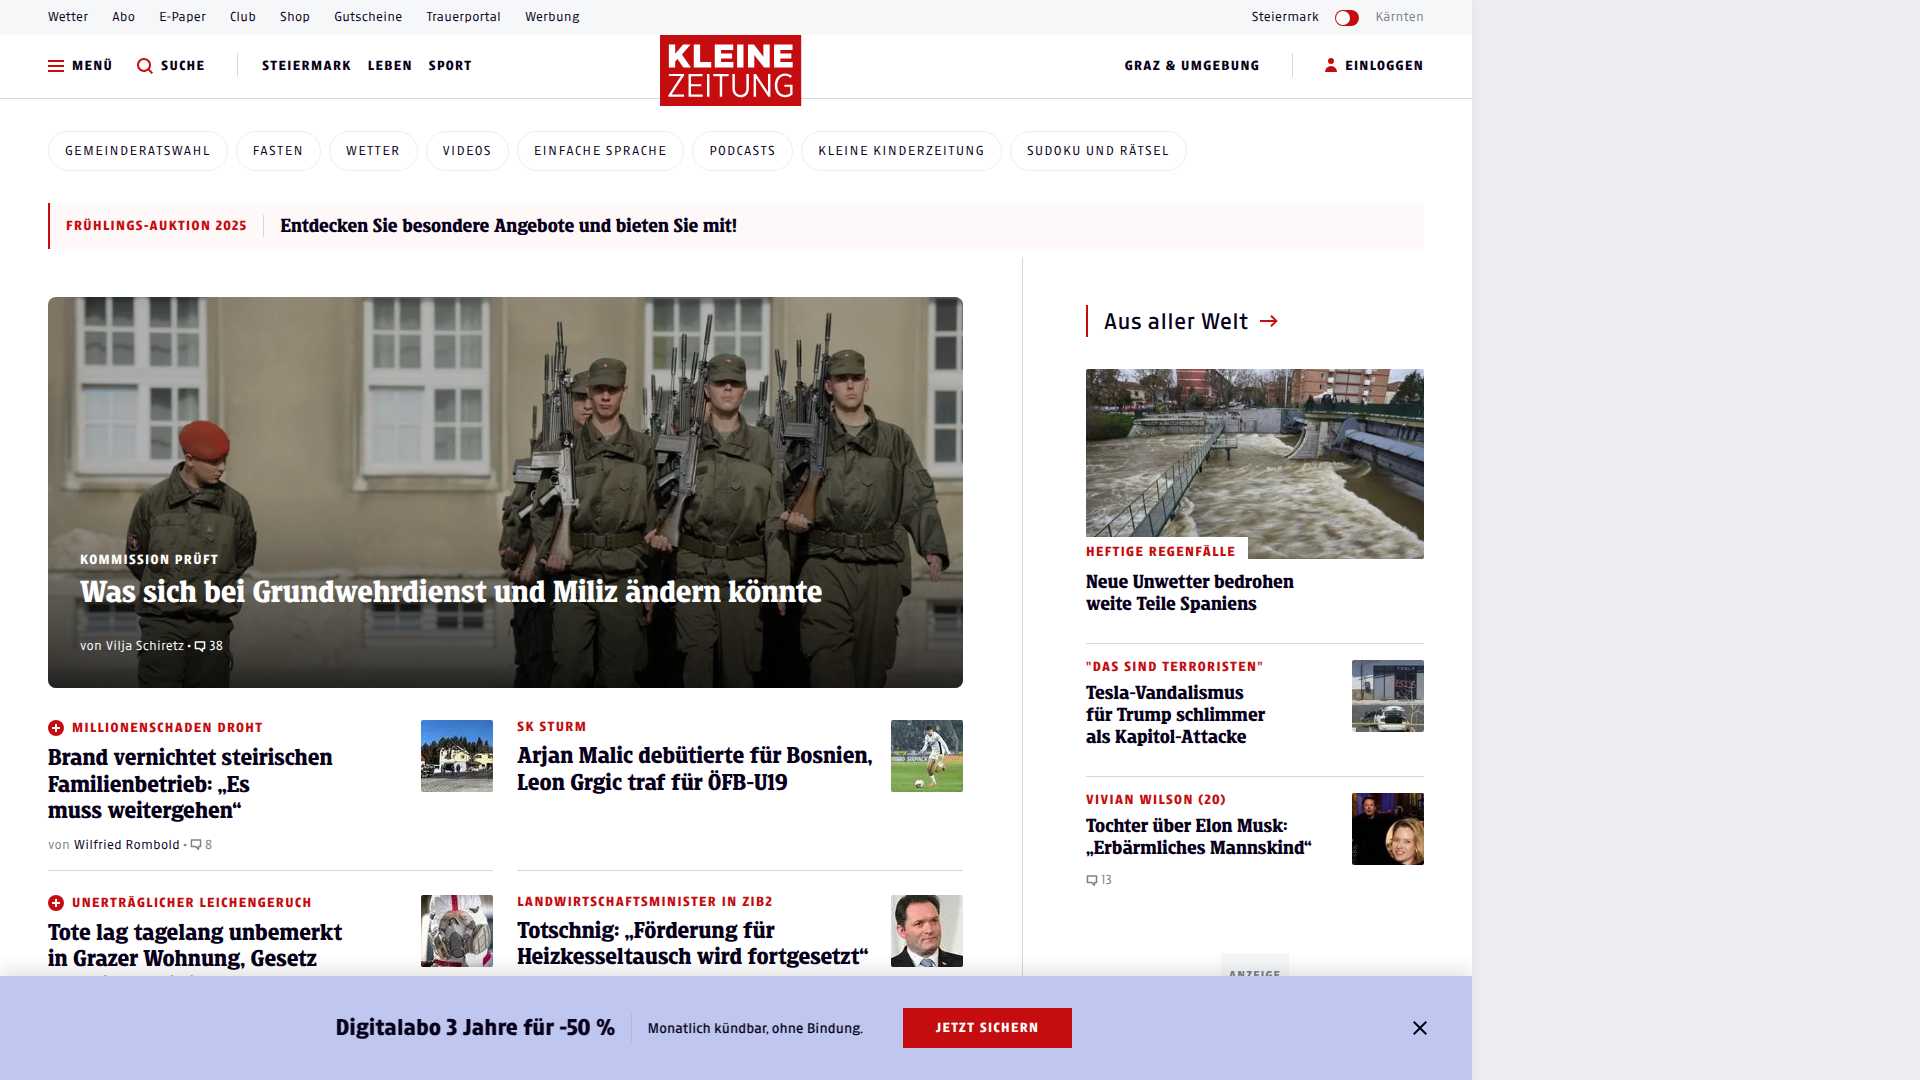 Wetter Abo E-Paper Club Shop Gutscheine Trauerportal Werbung Steiermark Kärnten
MENÜ SUCHE STEIERMARK LEBEN SPORT KLEINE ZEITUNG GRAZ & UMGEBUNG EINLOGGEN
GEMEINDERATSWAHL FASTEN WETTER VIDEOS EINFACHE SPRACHE PODCASTS KLEINE KINDERZEITUNG SUDOKU UND RÄTSEL
FRÜHLINGS-AUKTION 2025 Entdecken Sie besondere Angebote und bieten Sie mit!
KOMMISSION PRÜFT
Was sich bei Grundwehrdienst und Miliz ändern könnte
von Vilja Schiretz • 38
MILLIONENSCHADEN DROHT
Brand vernichtet steirischen
Familienbetrieb: „Es
muss weitergehen“
von Wilfried Rombold • 8
SK STURM
Arjan Malic debütierte für Bosnien,
Leon Grgic traf für ÖFB-U19
UNERTRÄGLICHER LEICHENGERUCH
Tote lag tagelang unbemerkt
in Grazer Wohnung, Gesetz
LANDWIRTSCHAFTSMINISTER IN ZIB2
Totschnig: „Förderung für
Heizkesseltausch wird fortgesetzt“
Aus aller Welt
HEFTIGE REGENFÄLLE
Neue Unwetter bedrohen
weite Teile Spaniens
"DAS SIND TERRORISTEN"
Tesla-Vandalismus
für Trump schlimmer
als Kapitol-Attacke
VIVIAN WILSON (20)
Tochter über Elon Musk:
„Erbärmliches Mannskind“
13
ANZEIGE
Digitalabo 3 Jahre für -50 % Monatlich kündbar, ohne Bindung. JETZT SICHERN